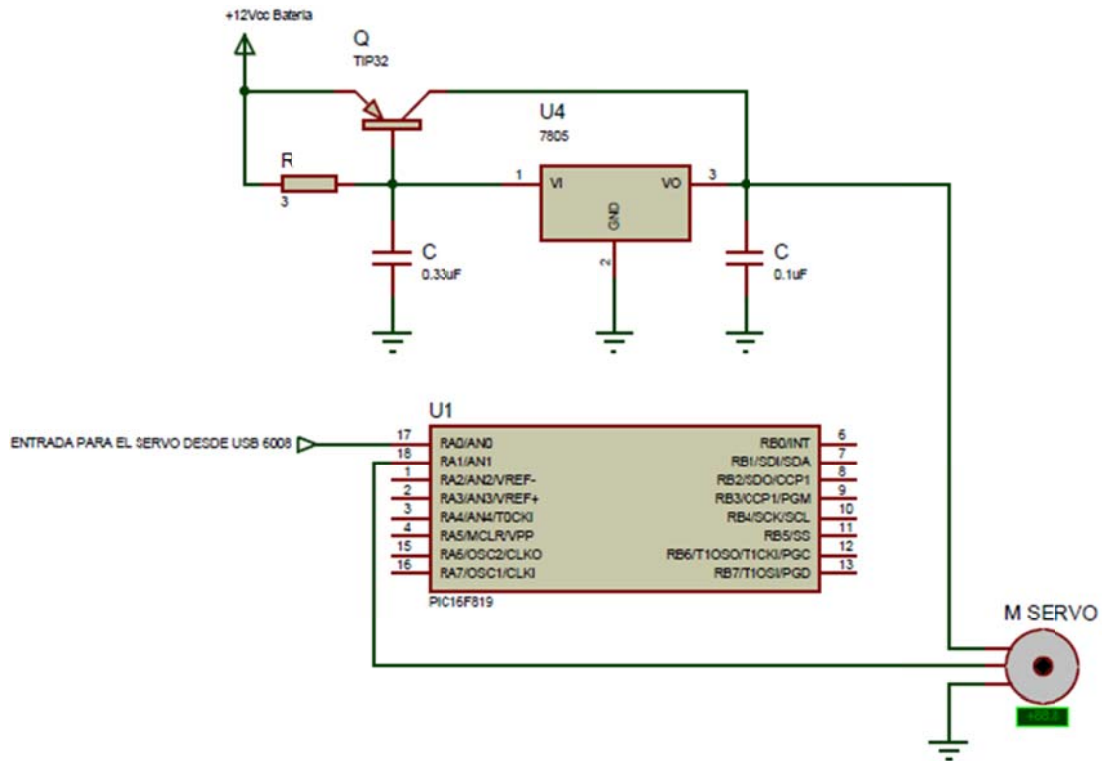 +12Vcc Bateria
Q
TIP32
U4
7805
R
3
1
VI
VO
3
GND
2
C
0.33uF
C
0.1uF
U1
ENTRADA PARA EL SERVO DESDE USB 6008
17
RA0/AN0
RB0/INT
6
18
RA1/AN1
RB1/SDI/SDA
7
1
RA2/AN2/VREF-
RB2/SDO/CCP1
8
2
RA3/AN3/VREF+
RB3/CCP1/PGM
9
3
RA4/AN4/T0CKI
RB4/SCK/SCL
10
4
RA5/MCLR/VPP
RB5/SS
11
15
RA6/OSC2/CLKO
RB6/T1OSO/T1CKI/PGC
12
16
RA7/OSC1/CLKI
RB7/T1OSI/PGD
13
PIC16F819
M SERVO